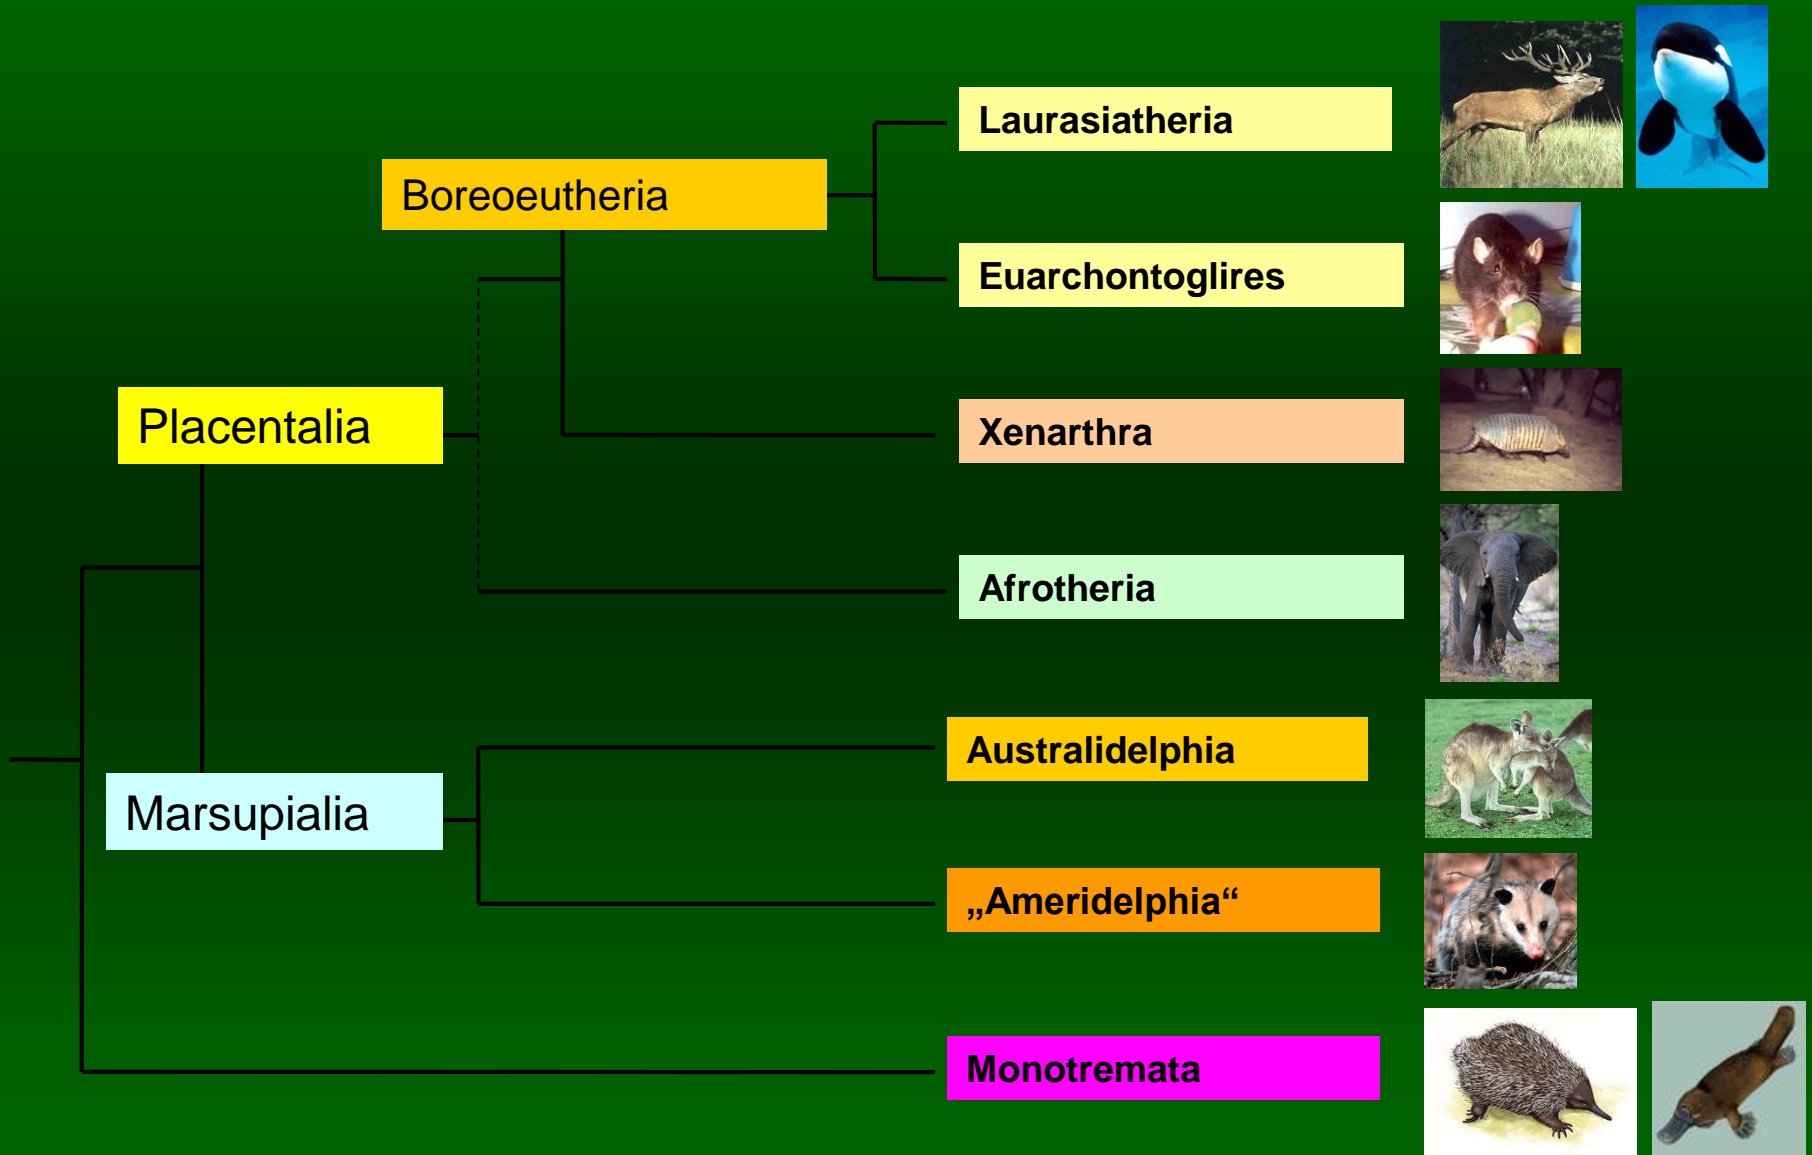 Laurasiatheria
Boreoeutheria
Euarchontoglires
Placentalia
Xenarthra
Afrotheria
Australidelphia
Marsupialia
„Ameridelphia“
Monotremata